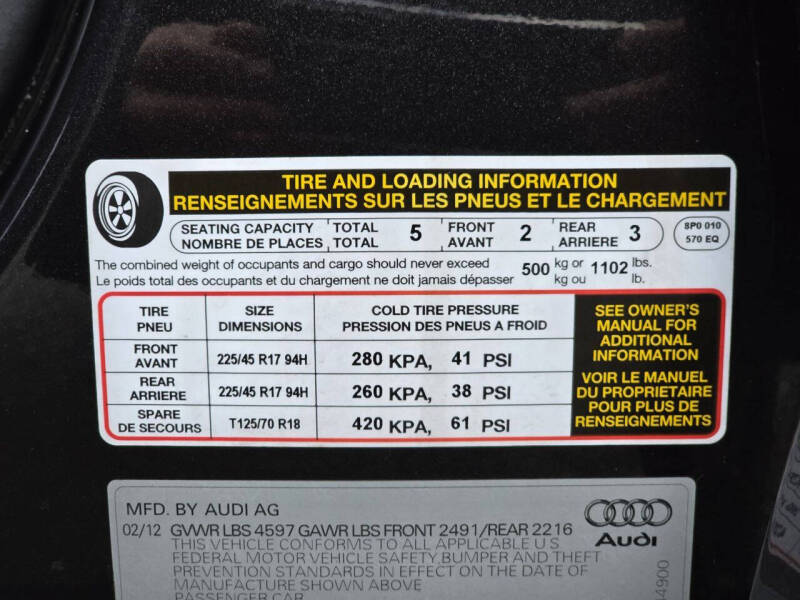 TIRE AND LOADING INFORMATION
RENSEIGNEMENTS SUR LES PNEUS ET LE CHARGEMENT
SEATING CAPACITY TOTAL 5 FRONT 2 REAR 3
NOMBRE DE PLACES TOTAL AVANT ARRIERE
8P0 010
570 EQ
The combined weight of occupants and cargo should never exceed 500 kg or 1102 lbs.
Le poids total des occupants et du chargement ne doit jamais dépasser kg ou lb.
TIRE SIZE COLD TIRE PRESSURE
PNEU DIMENSIONS PRESSION DES PNEUS A FROID
FRONT
AVANT 225/45 R17 94H 280 KPA, 41 PSI
REAR
ARRIERE 225/45 R17 94H 260 KPA, 38 PSI
SPARE
DE SECOURS T125/70 R18 420 KPA, 61 PSI
SEE OWNER'S
MANUAL FOR
ADDITIONAL
INFORMATION
VOIR LE MANUEL
DU PROPRIETAIRE
POUR PLUS DE
RENSEIGNEMENTS
MFD. BY AUDI AG
02/12 GVWR LBS 4597 GAWR LBS FRONT 2491/REAR 2216
THIS VEHICLE CONFORMS TO ALL APPLICABLE U S
FEDERAL MOTOR VEHICLE SAFETY, BUMPER AND THEFT
PREVENTION STANDARDS IN EFFECT ON THE DATE OF
MANUFACTURE SHOWN ABOVE
PASSENGER CAR
Audi